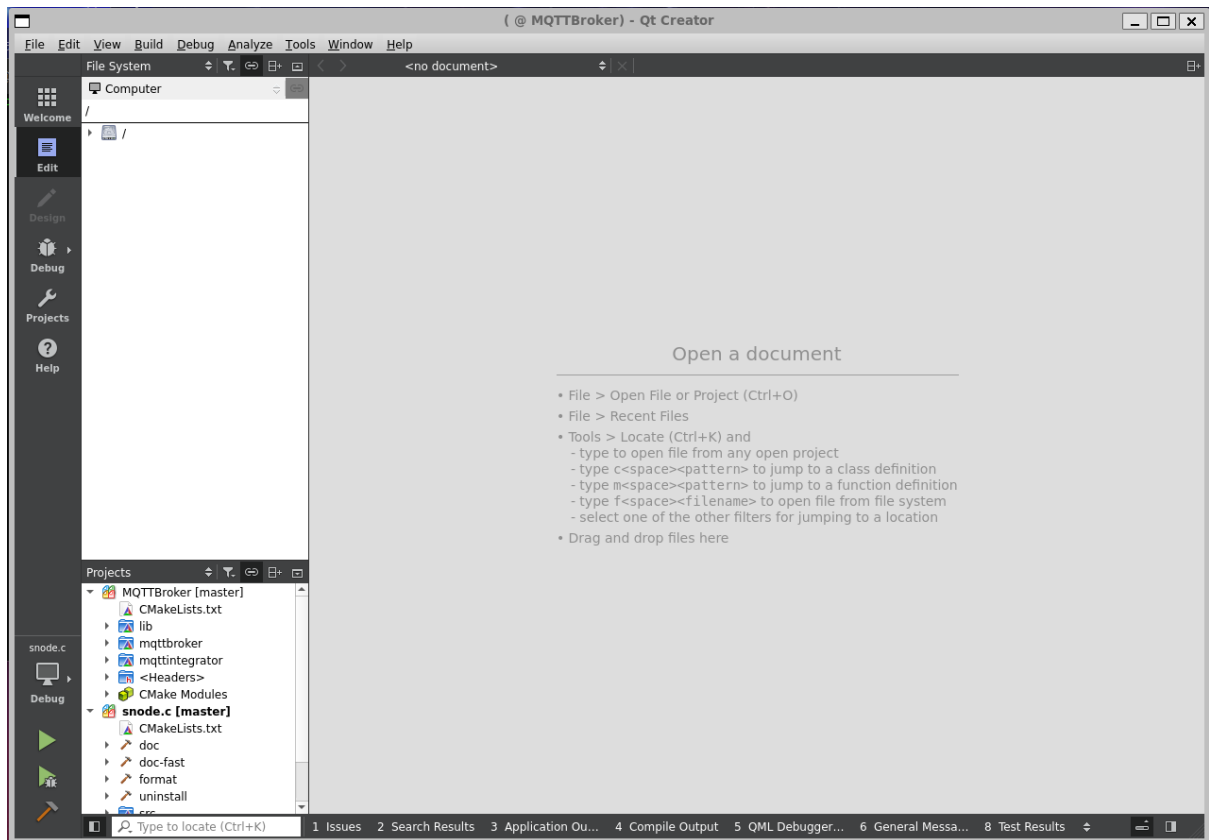 ( @ MQTTBroker) - Qt Creator
File Edit View Build Debug Analyze Tools Window Help
File System
<no document>
Computer
/
/
Welcome
Edit
Design
Debug
Projects
Help
Open a document
• File > Open File or Project (Ctrl+O)
• File > Recent Files
• Tools > Locate (Ctrl+K) and
- type to open file from any open project
- type c<space><pattern> to jump to a class definition
- type m<space><pattern> to jump to a function definition
- type f<space><filename> to open file from file system
- select one of the other filters for jumping to a location
• Drag and drop files here
Projects
MQTTBroker [master]
CMakeLists.txt
lib
mqttbroker
mqttintegrator
<Headers>
CMake Modules
snode.c [master]
CMakeLists.txt
doc
doc-fast
format
uninstall
src
snode.c
Debug
Type to locate (Ctrl+K)
1 Issues 2 Search Results 3 Application Ou... 4 Compile Output 5 QML Debugger... 6 General Messa... 8 Test Results